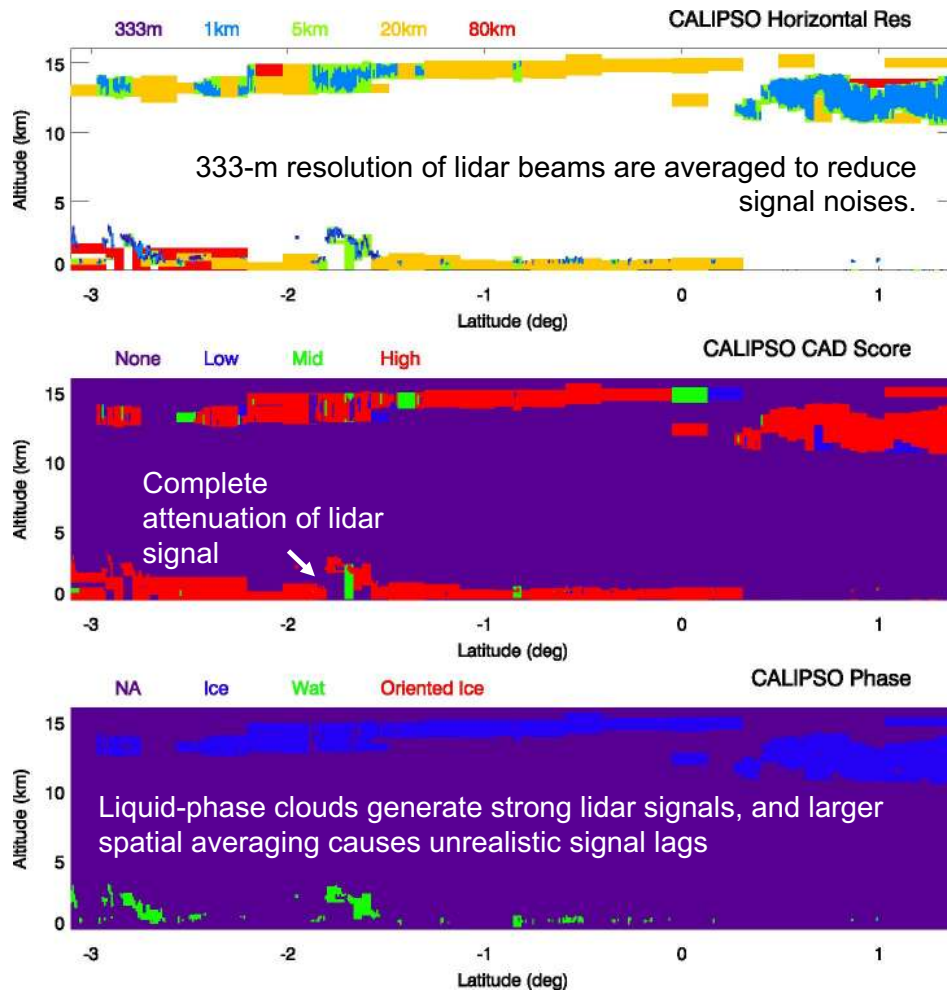 333m 1km 5km 20km 80km CALIPSO Horizontal Res
15
10
5
0
Altitude (km)
333-m resolution of lidar beams are averaged to reduce
signal noises.
-3 -2 -1 0 1
Latitude (deg)
None Low Mid High CALIPSO CAD Score
15
10
5
0
Altitude (km)
Complete
attenuation of lidar
signal
-3 -2 -1 0 1
Latitude (deg)
NA Ice Wat Oriented Ice CALIPSO Phase
15
10
5
0
Altitude (km)
Liquid-phase clouds generate strong lidar signals, and larger
spatial averaging causes unrealistic signal lags
-3 -2 -1 0 1
Latitude (deg)